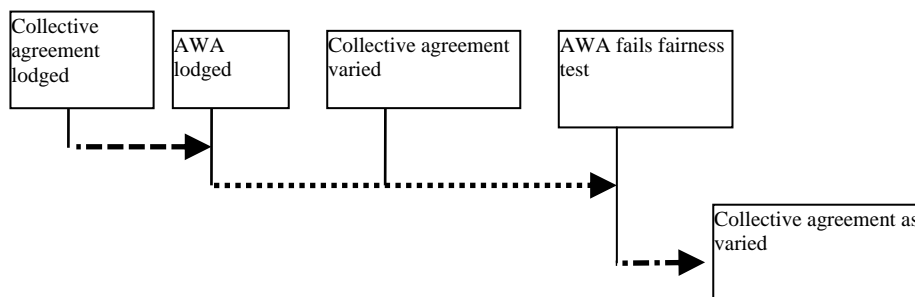 Collective
agreement
lodged
AWA
lodged
Collective agreement
varied
AWA fails fairness
test
Collective agreement as
varied